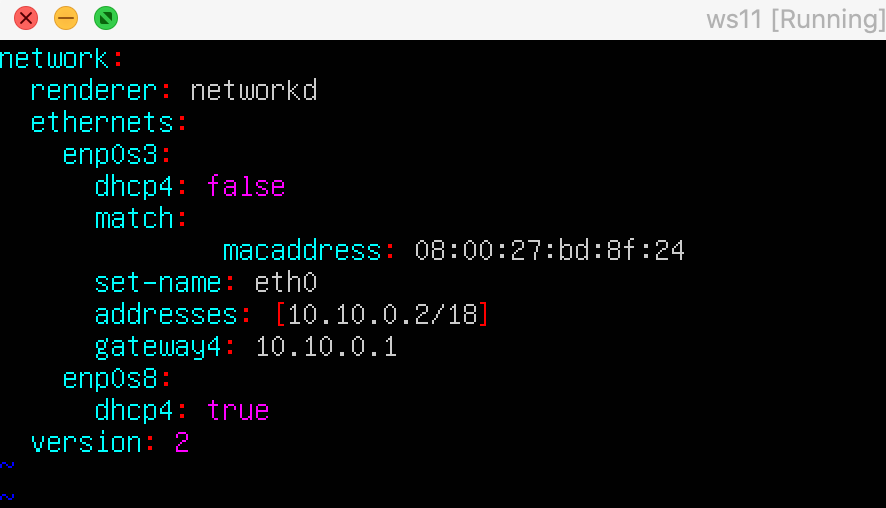 ws11 [Running]
network:
  renderer: networkd
  ethernets:
    enp0s3:
      dhcp4: false
      match:
              macaddress: 08:00:27:bd:8f:24
      set-name: eth0
      addresses: [10.10.0.2/18]
      gateway4: 10.10.0.1
    enp0s8:
      dhcp4: true
  version: 2
~
~